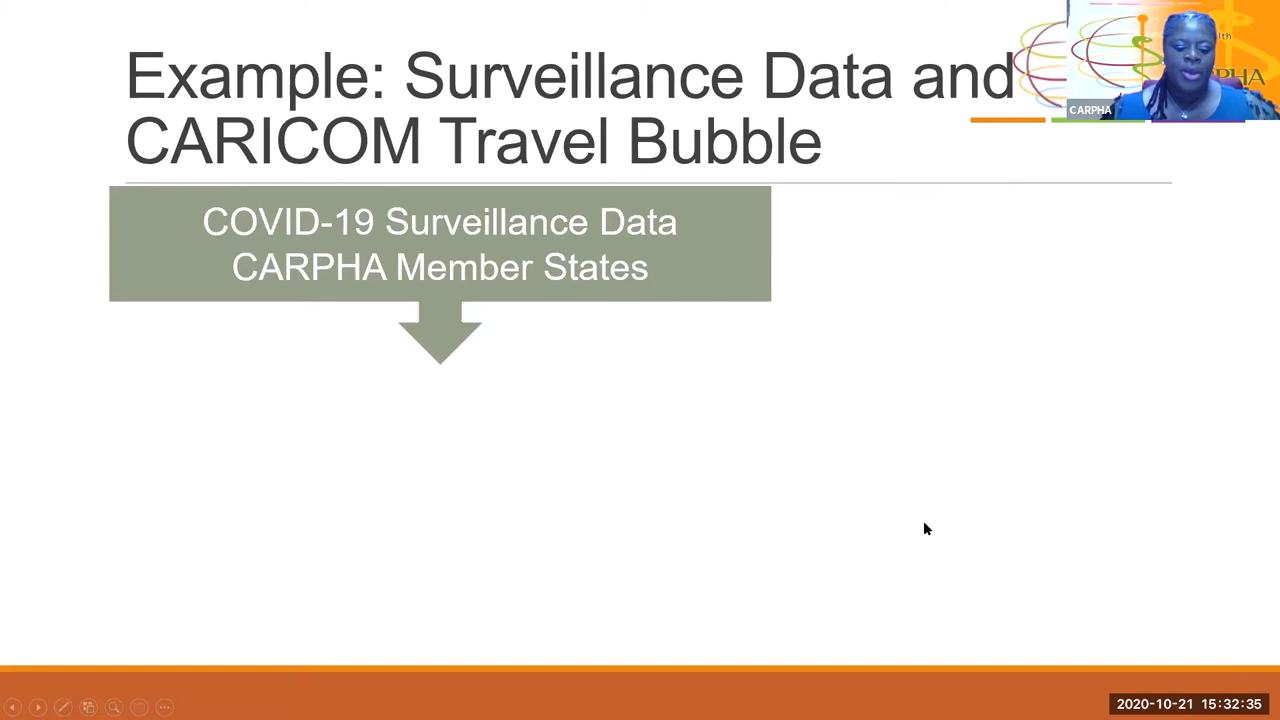 Example: Surveillance Data and
CARICOM Travel Bubble
CARPHA
COVID-19 Surveillance Data
CARPHA Member States
2020-10-21 15:32:35